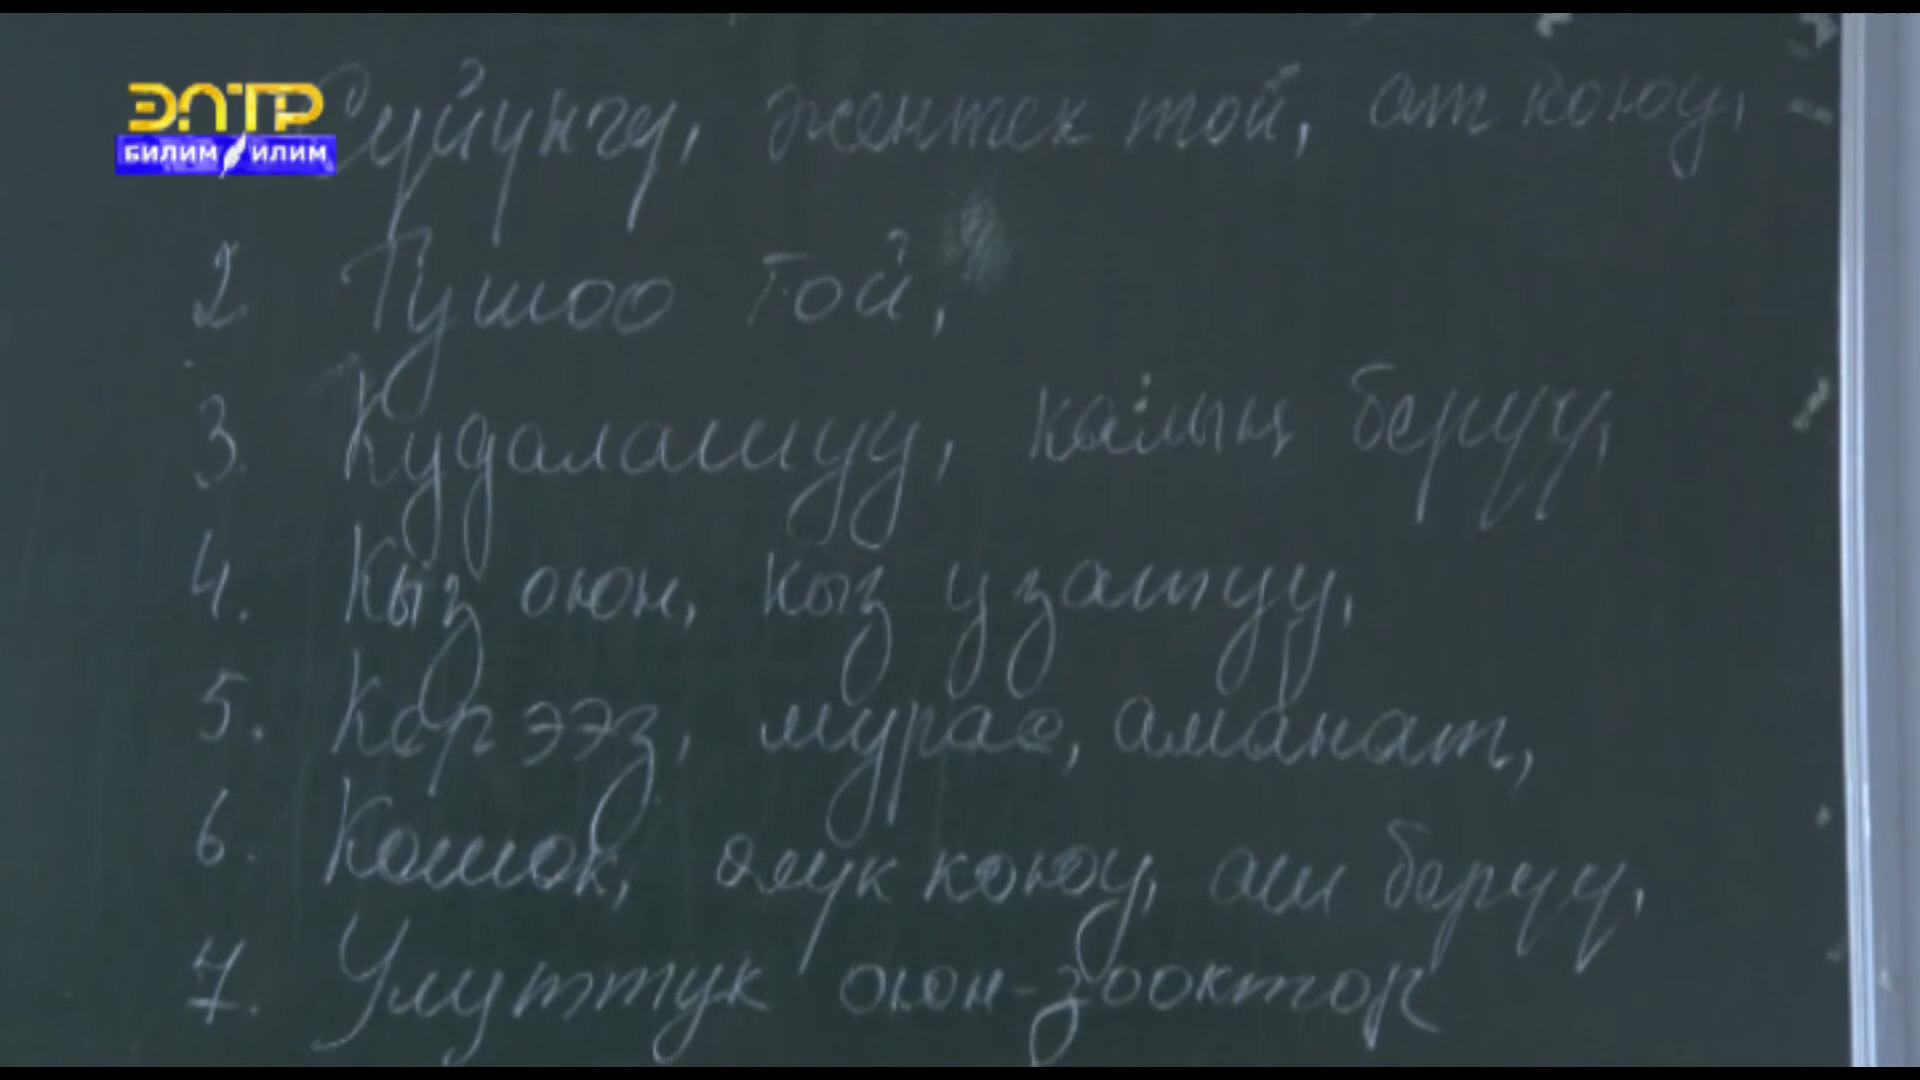 ЭЛТР
БИЛИМ ИЛИМ
Сүйүнчү, жентек той, ат коюу,
2. Тушоо той,
3. Кудалашуу, калың берүү,
4. Кыз оюн, кыз узатуу,
5. Керээз, мурас, аманат,
6. Кошок, өлүк коюу, аш берүү,
7. Улуттук оюн-зооктор